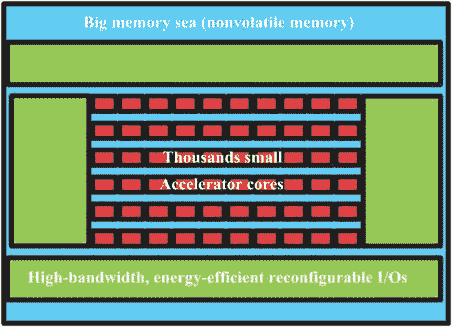 Big memory sea (nonvolatile memory)
Thousands small
Accelerator cores
High-bandwidth, energy-efficient reconfigurable I/Os